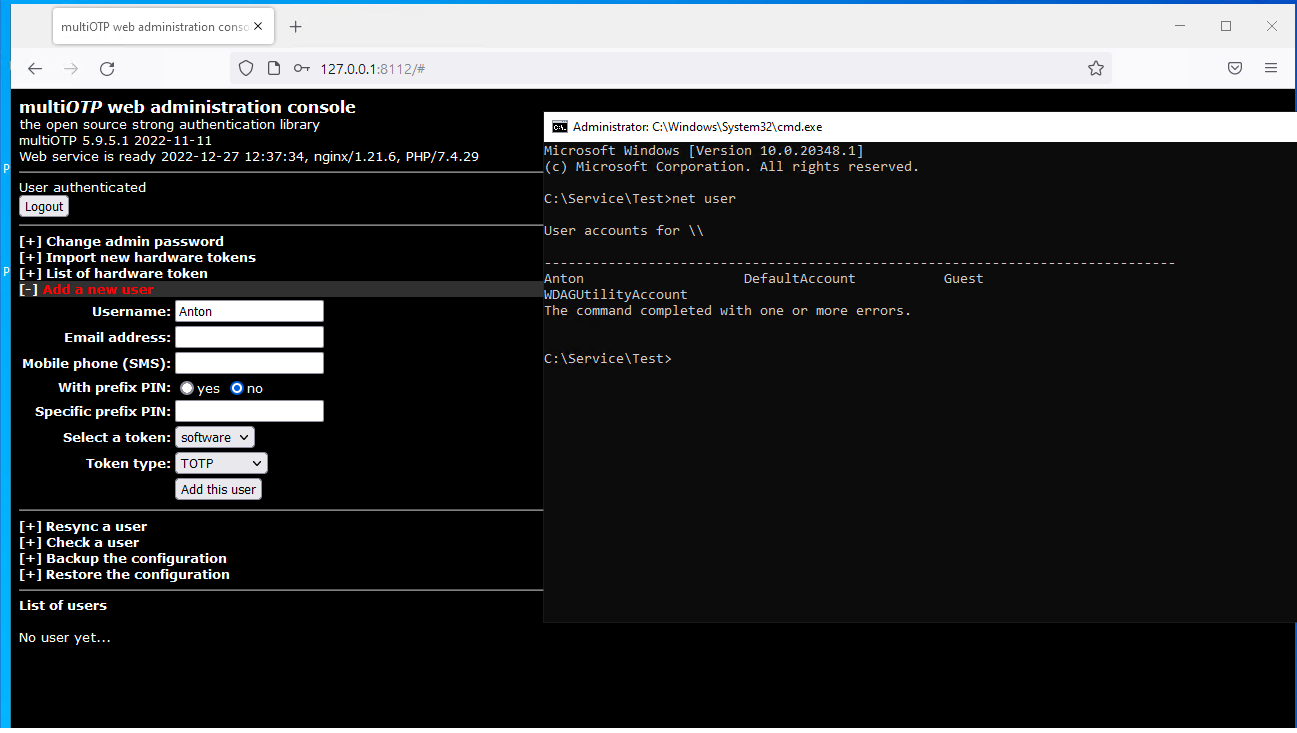 multiOTP web administration conso
127.0.0.1:8112/#
multiOTP web administration console
the open source strong authentication library
multiOTP 5.9.5.1 2022-11-11
Web service is ready 2022-12-27 12:37:34, nginx/1.21.6, PHP/7.4.29
User authenticated
Logout
[+] Change admin password
[+] Import new hardware tokens
[+] List of hardware token
[-] Add a new user
Username: Anton
Email address:
Mobile phone (SMS):
With prefix PIN: yes no
Specific prefix PIN:
Select a token: software
Token type: TOTP
Add this user
[+] Resync a user
[+] Check a user
[+] Backup the configuration
[+] Restore the configuration
List of users
No user yet...
P
P
Administrator: C:\Windows\System32\cmd.exe
Microsoft Windows [Version 10.0.20348.1]
(c) Microsoft Corporation. All rights reserved.
C:\Service\Test>net user
User accounts for \\
-------------------------------------------------------------------------------
Anton DefaultAccount Guest
WDAGUtilityAccount
The command completed with one or more errors.
C:\Service\Test>